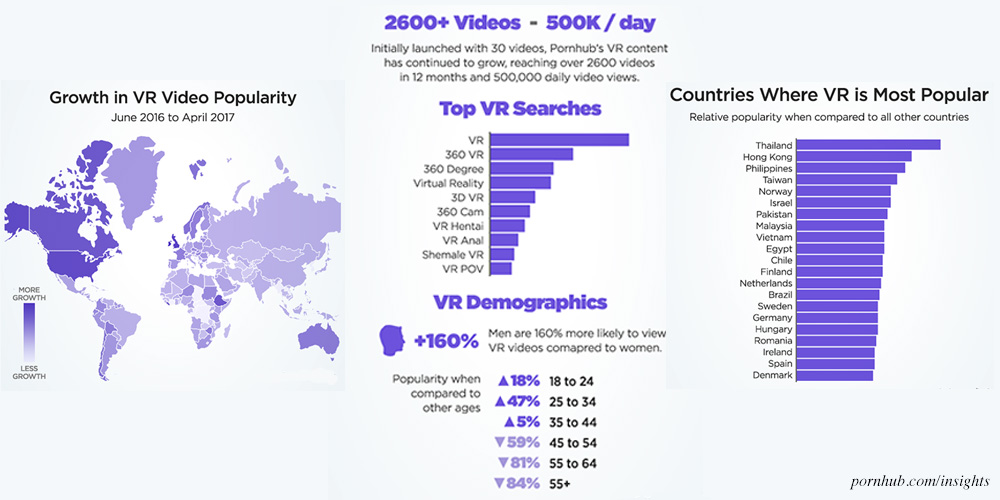 2600+ Videos - 500K / day
Initially launched with 30 videos, Pornhub's VR content
has continued to grow, reaching over 2600 videos
in 12 months and 500,000 daily video views.
Growth in VR Video Popularity
June 2016 to April 2017
MORE
GROWTH
LESS
GROWTH
Top VR Searches
VR
360 VR
360 Degree
Virtual Reality
3D VR
360 Cam
VR Hentai
VR Anal
Shemale VR
VR POV
VR Demographics
+160%
Men are 160% more likely to view
VR videos comapred to women.
Popularity when
compared to
other ages
▲18% 18 to 24
▲47% 25 to 34
▲5% 35 to 44
▼59% 45 to 54
▼81% 55 to 64
▼84% 55+
Countries Where VR is Most Popular
Relative popularity when compared to all other countries
Thailand
Hong Kong
Philippines
Taiwan
Norway
Israel
Pakistan
Malaysia
Vietnam
Egypt
Chile
Finland
Netherlands
Brazil
Sweden
Germany
Hungary
Romania
Ireland
Spain
Denmark
pornhub.com/insights